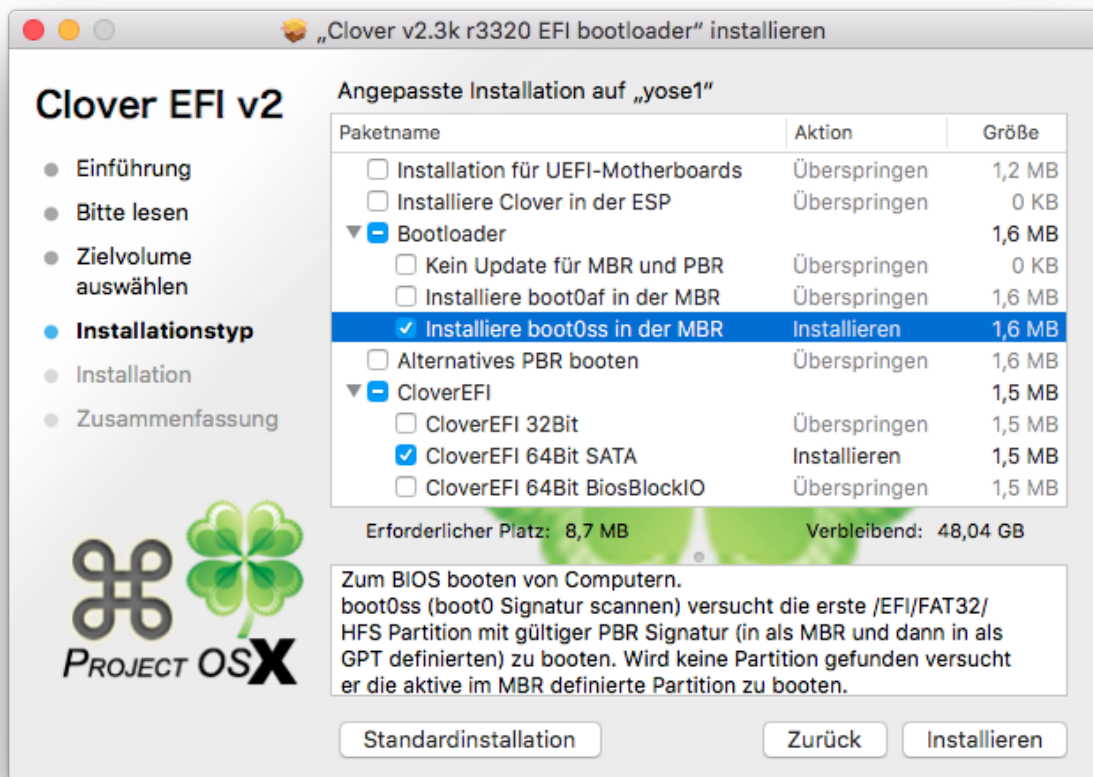 „Clover v2.3k r3320 EFI bootloader“ installieren
Clover EFI v2
Einführung
Bitte lesen
Zielvolume
auswählen
Installationstyp
Installation
Zusammenfassung
PROJECT OSX
Angepasste Installation auf „yose1“
Paketname Aktion Größe
Installation für UEFI-Motherboards Überspringen 1,2 MB
Installiere Clover in der ESP Überspringen 0 KB
Bootloader 1,6 MB
Kein Update für MBR und PBR Überspringen 0 KB
Installiere boot0af in der MBR Überspringen 1,6 MB
Installiere boot0ss in der MBR Installieren 1,6 MB
Alternatives PBR booten Überspringen 1,6 MB
CloverEFI 1,5 MB
CloverEFI 32Bit Überspringen 1,5 MB
CloverEFI 64Bit SATA Installieren 1,5 MB
CloverEFI 64Bit BiosBlockIO Überspringen 1,5 MB
Erforderlicher Platz: 8,7 MB Verbleibend: 48,04 GB
Zum BIOS booten von Computern.
boot0ss (boot0 Signatur scannen) versucht die erste /EFI/FAT32/
HFS Partition mit gültiger PBR Signatur (in als MBR und dann in als
GPT definierten) zu booten. Wird keine Partition gefunden versucht
er die aktive im MBR definierte Partition zu booten.
Standardinstallation Zurück Installieren